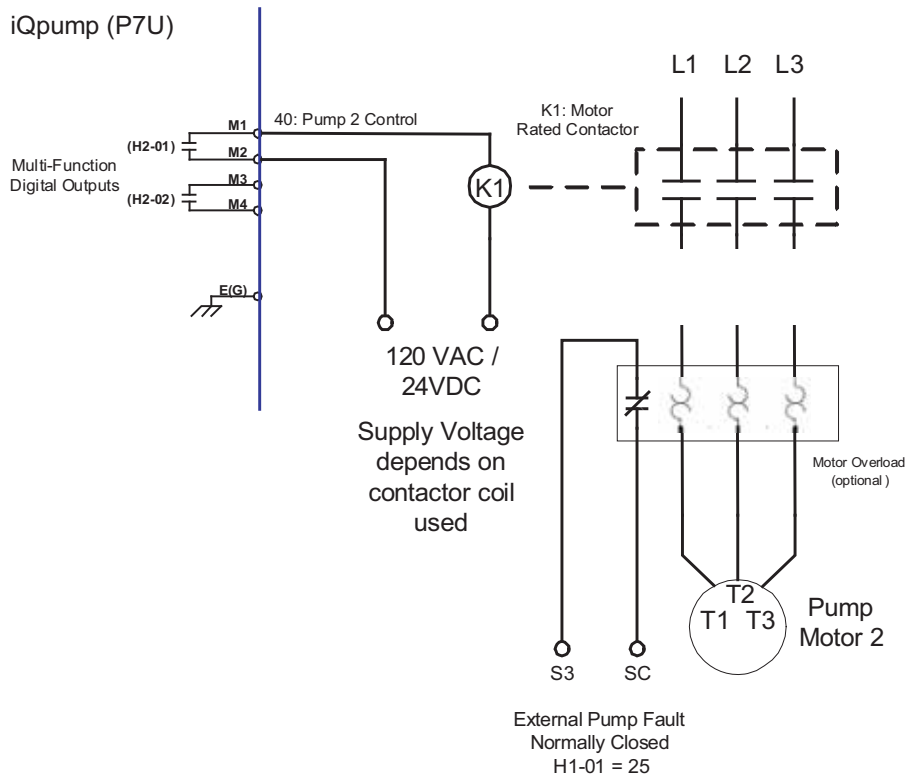 iQpump (P7U)
L1 L2 L3
K1: Motor
Rated Contactor
M1
40: Pump 2 Control
(H2-01)
M2
Multi-Function
Digital Outputs
M3
(H2-02)
M4
K1
E(G)
120 VAC /
24VDC
Supply Voltage
depends on
contactor coil
used
Motor Overload
(optional)
T1 T2 T3
Pump
Motor 2
S3 SC
External Pump Fault
Normally Closed
H1-01 = 25